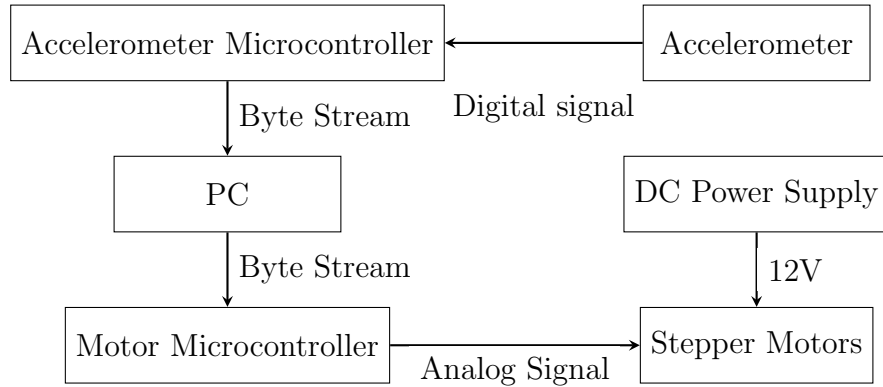 Accelerometer Microcontroller
Accelerometer
Digital signal
Byte Stream
PC
DC Power Supply
Byte Stream
12V
Motor Microcontroller
Stepper Motors
Analog Signal